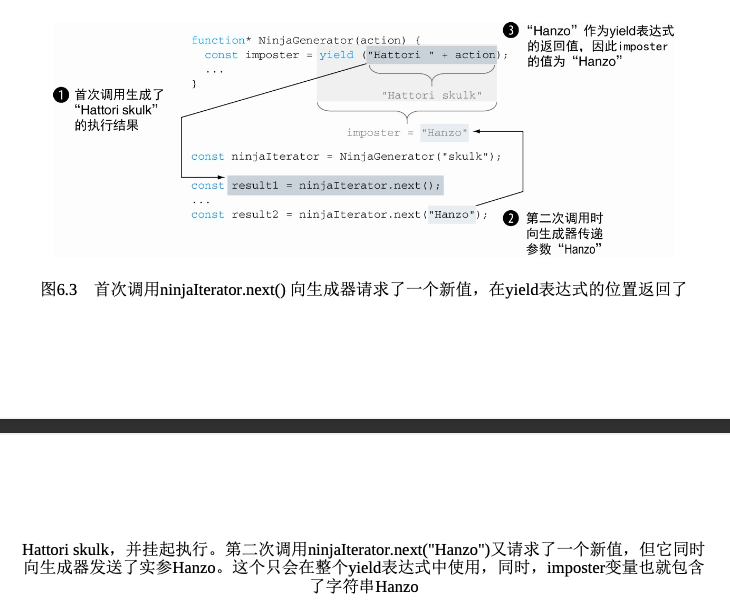 function* NinjaGenerator(action) {
const imposter = yield ("Hattori " + action);
...
}
"Hattori skulk"
imposter = "Hanzo"
const ninjaIterator = NinjaGenerator("skulk");
const result1 = ninjaIterator.next();
...
const result2 = ninjaIterator.next("Hanzo");
1 首次调用生成了
“Hattori skulk”
的执行结果
2 第二次调用时
向生成器传递
参数“Hanzo”
3 “Hanzo”作为yield表达式
的返回值，因此imposter
的值为“Hanzo”
图6.3 首次调用ninjaIterator.next() 向生成器请求了一个新值，在yield表达式的位置返回了
Hattori skulk，并挂起执行。第二次调用ninjaIterator.next("Hanzo")又请求了一个新值，但它同时
向生成器发送了实参Hanzo。这个只会在整个yield表达式中使用，同时，imposter变量也就包含
了字符串Hanzo